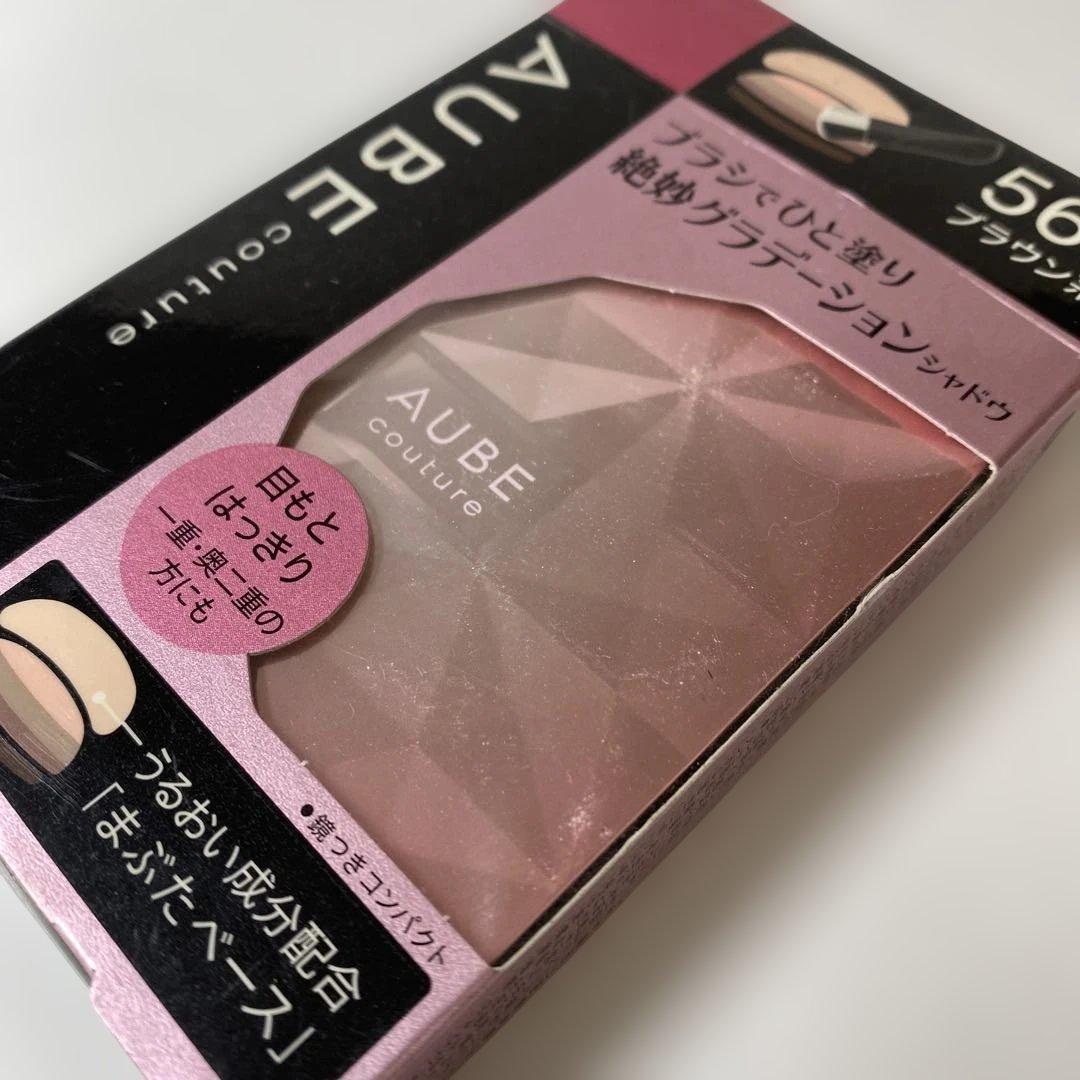 AUBE
couture
56
ブラウン系
ブラシでひと塗り
絶妙グラデーションシャドウ
AUBE
couture
目もと
はっきり
一重・奥二重の
方にも
●鏡つきコンパクト
うるおい成分配合
「まぶたベース」